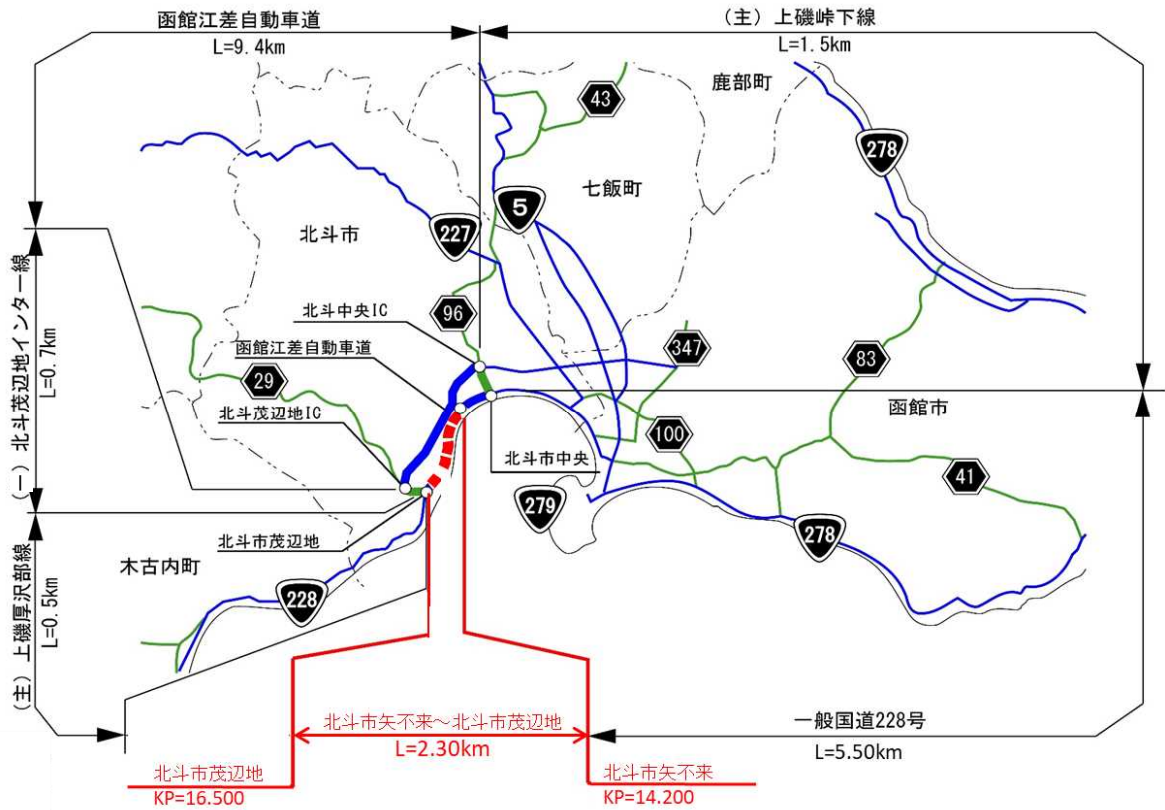 函館江差自動車道
L=9.4km
(主) 上磯峠下線
L=1.5km
鹿部町
43
278
七飯町
5
北斗市
227
(一) 北斗茂辺地インター線
L=0.7km
北斗中央IC
96
函館江差自動車道
347
29
83
北斗茂辺地IC
函館市
100
北斗市中央
41
279
278
北斗市茂辺地
木古内町
228
(主) 上磯厚沢部線
L=0.5km
北斗市矢不来～北斗市茂辺地
L=2.30km
一般国道228号
L=5.50km
北斗市茂辺地
KP=16.500
北斗市矢不来
KP=14.200